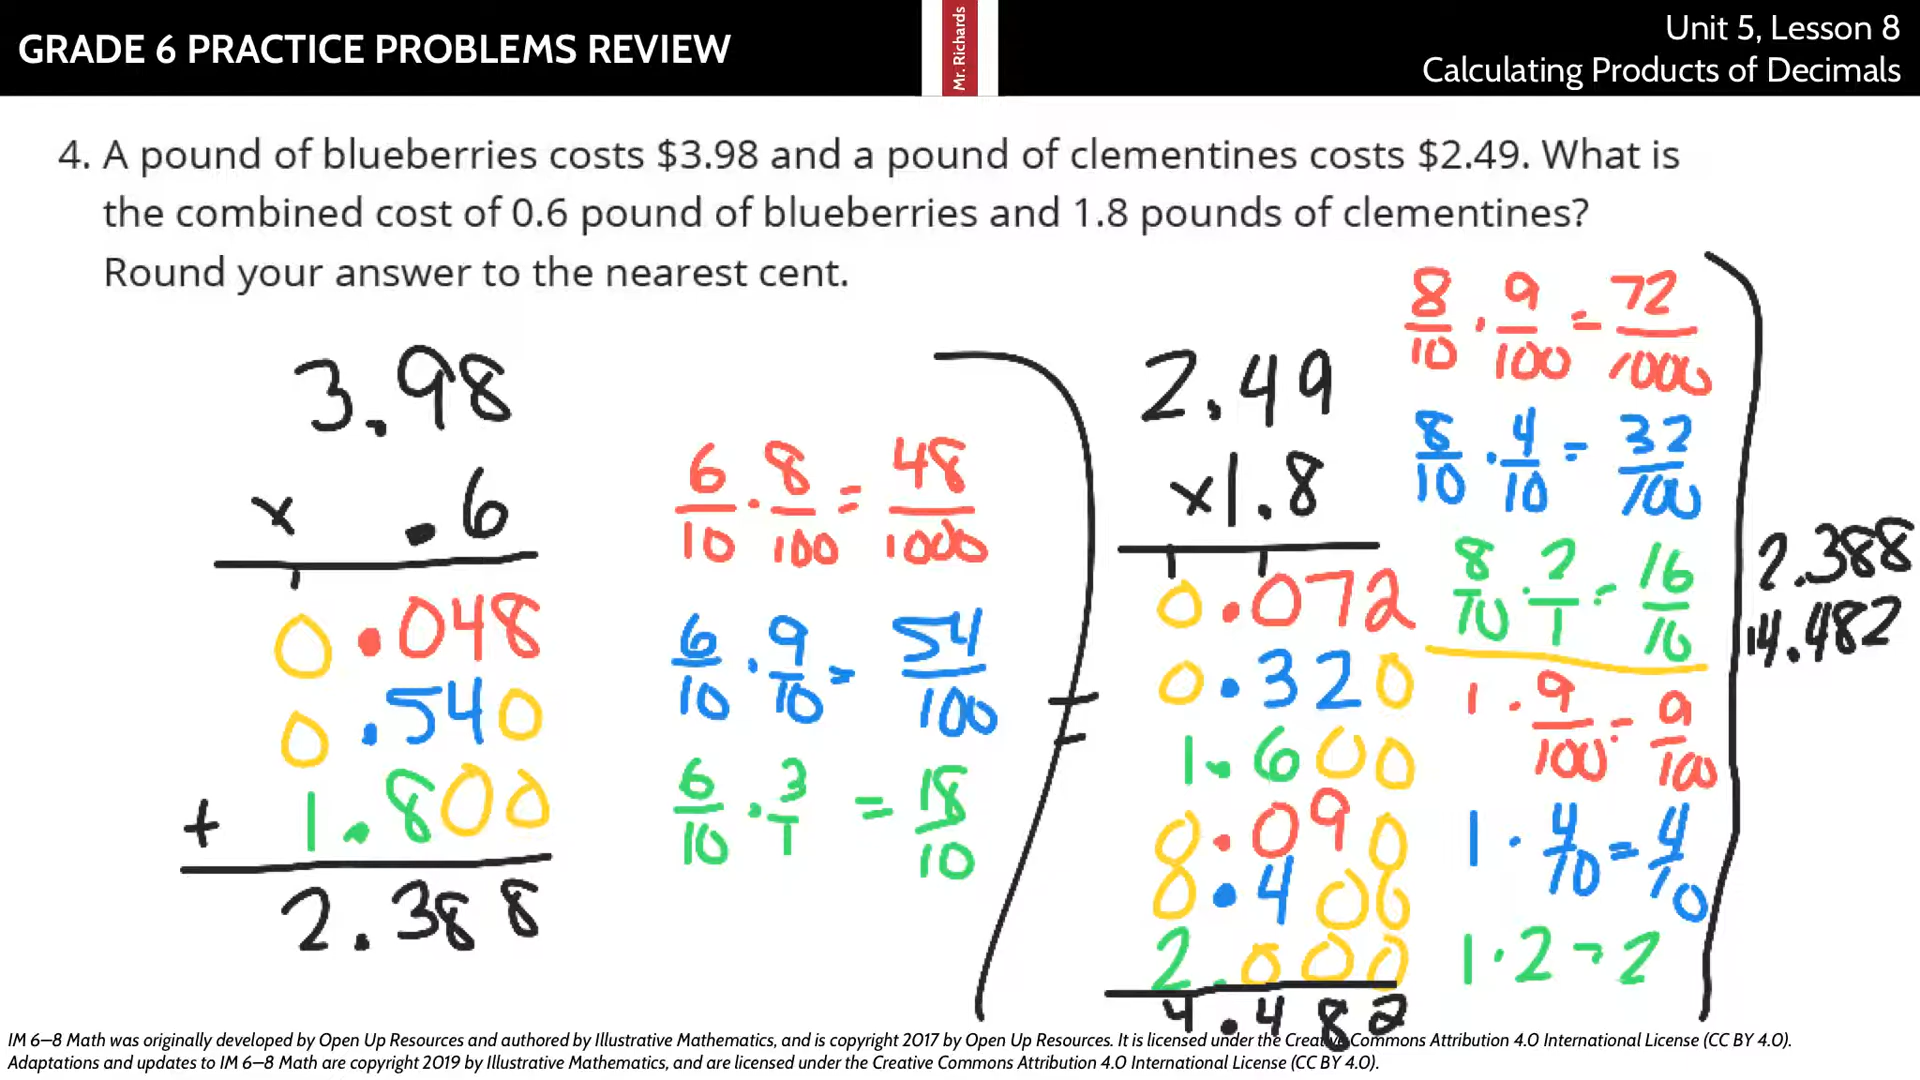 GRADE 6 PRACTICE PROBLEMS REVIEW
Mr. Richards
Unit 5, Lesson 8
Calculating Products of Decimals
4. A pound of blueberries costs $3.98 and a pound of clementines costs $2.49. What is
the combined cost of 0.6 pound of blueberries and 1.8 pounds of clementines?
Round your answer to the nearest cent.
3.98
x .6
0.048
0.540
+ 1.800
2.388
6/10 · 8/100 = 48/1000
6/10 · 9/10 = 54/100
6/10 · 3/1 = 18/10
=
2.49
x1.8
0.072
0.320
1.600
0.090
0.400
2.000
4.482
8/10 · 9/100 = 72/1000
8/10 · 4/10 = 32/100
8/10 · 2/1 = 16/10
1 · 9/100 = 9/100
1 · 4/10 = 4/10
1 · 2 = 2
2.388
4.482
IM 6–8 Math was originally developed by Open Up Resources and authored by Illustrative Mathematics, and is copyright 2017 by Open Up Resources. It is licensed under the Creative Commons Attribution 4.0 International License (CC BY 4.0).
Adaptations and updates to IM 6–8 Math are copyright 2019 by Illustrative Mathematics, and are licensed under the Creative Commons Attribution 4.0 International License (CC BY 4.0).